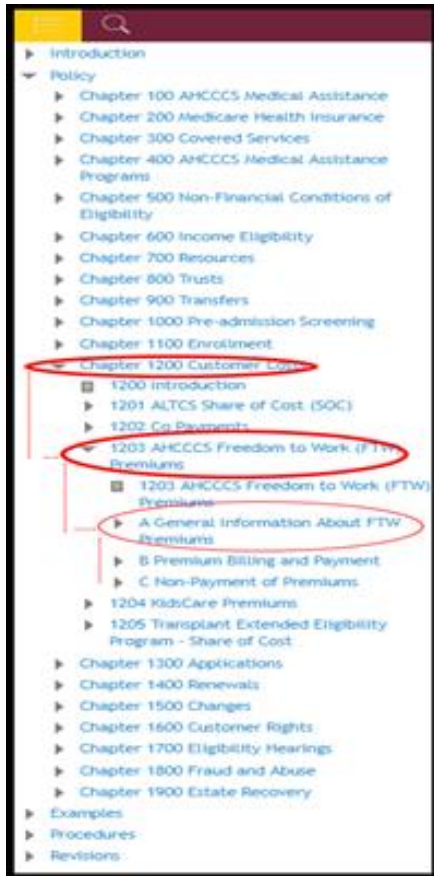 Introduction
Policy
Chapter 100 AHCCCS Medical Assistance
Chapter 200 Medicare Health Insurance
Chapter 300 Covered Services
Chapter 400 AHCCCS Medical Assistance
Programs
Chapter 500 Non-Financial Conditions of
Eligibility
Chapter 600 Income Eligibility
Chapter 700 Resources
Chapter 800 Trusts
Chapter 900 Transfers
Chapter 1000 Pre-admission Screening
Chapter 1100 Enrollment
Chapter 1200 Customer Costs
1200 Introduction
1201 ALTCS Share of Cost (SOC)
1202 Co Payments
1203 AHCCCS Freedom to Work (FTW)
Premiums
1203 AHCCCS Freedom to Work (FTW)
Premiums
A General Information About FTW
Premiums
B Premium Billing and Payment
C Non-Payment of Premiums
1204 KidsCare Premiums
1205 Transplant Extended Eligibility
Program - Share of Cost
Chapter 1300 Applications
Chapter 1400 Renewals
Chapter 1500 Changes
Chapter 1600 Customer Rights
Chapter 1700 Eligibility Hearings
Chapter 1800 Fraud and Abuse
Chapter 1900 Estate Recovery
Examples
Procedures
Revisions